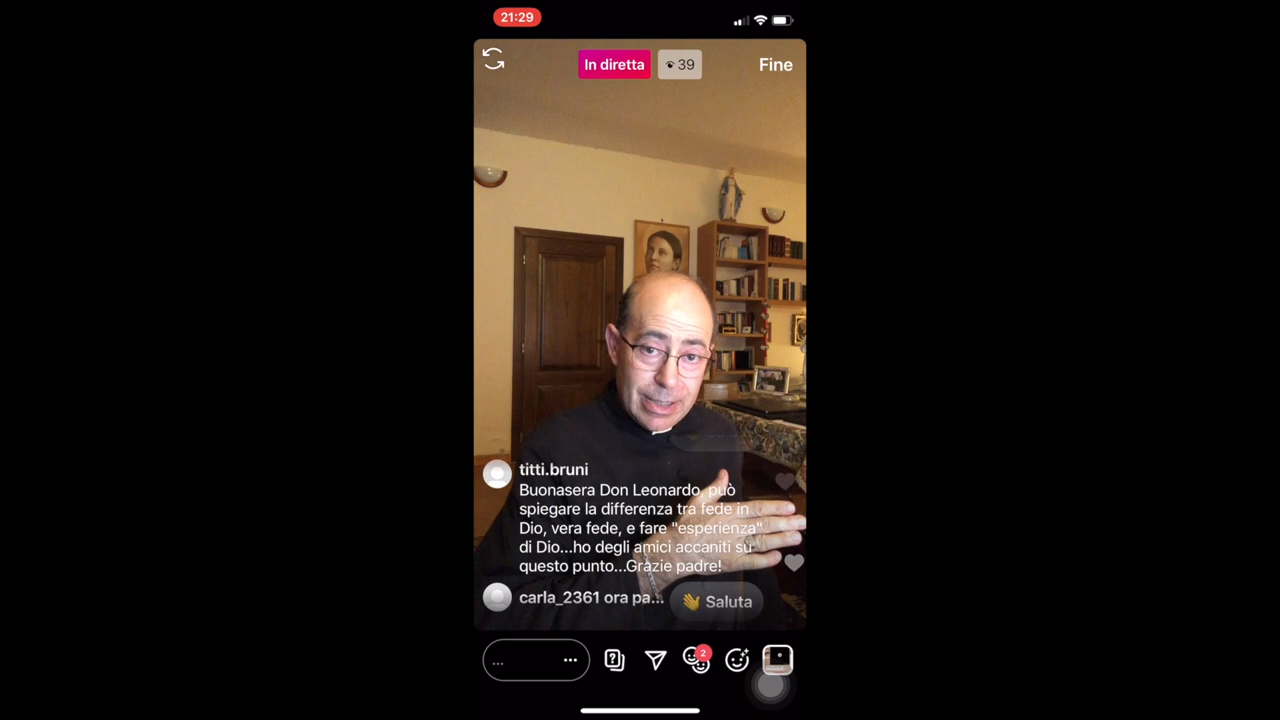 21:29
In diretta
39
Fine
titti.bruni
Buonasera Don Leonardo, può
spiegare la differenza tra fede in
Dio, vera fede, e fare "esperienza"
di Dio...ho degli amici accaniti su
questo punto...Grazie padre!
carla_2361 ora pa...
👋 Saluta
...
2